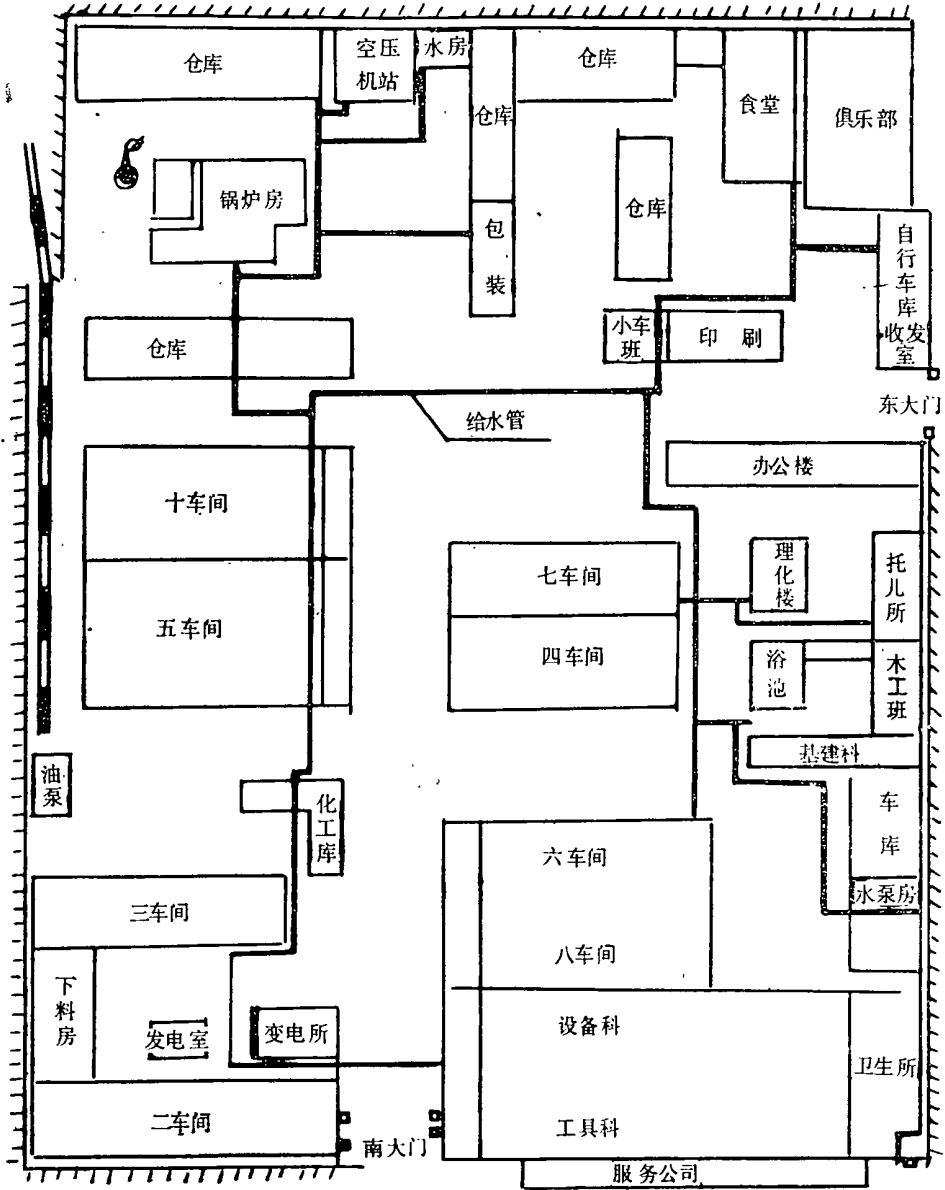 仓库
空压
机站
水房
仓库
仓库
食堂
俱乐部
锅炉房
仓库
包装
自行车库
收发
室
仓库
小车
班
印刷
给水管
东大门
办公楼
十车间
五车间
七车间
四车间
理化楼
托儿所
浴池
木工班
基建科
油泵
化工库
车库
六车间
水泵房
三车间
八车间
下料房
发电室
变电所
设备科
卫生所
二车间
工具科
南大门
服务公司